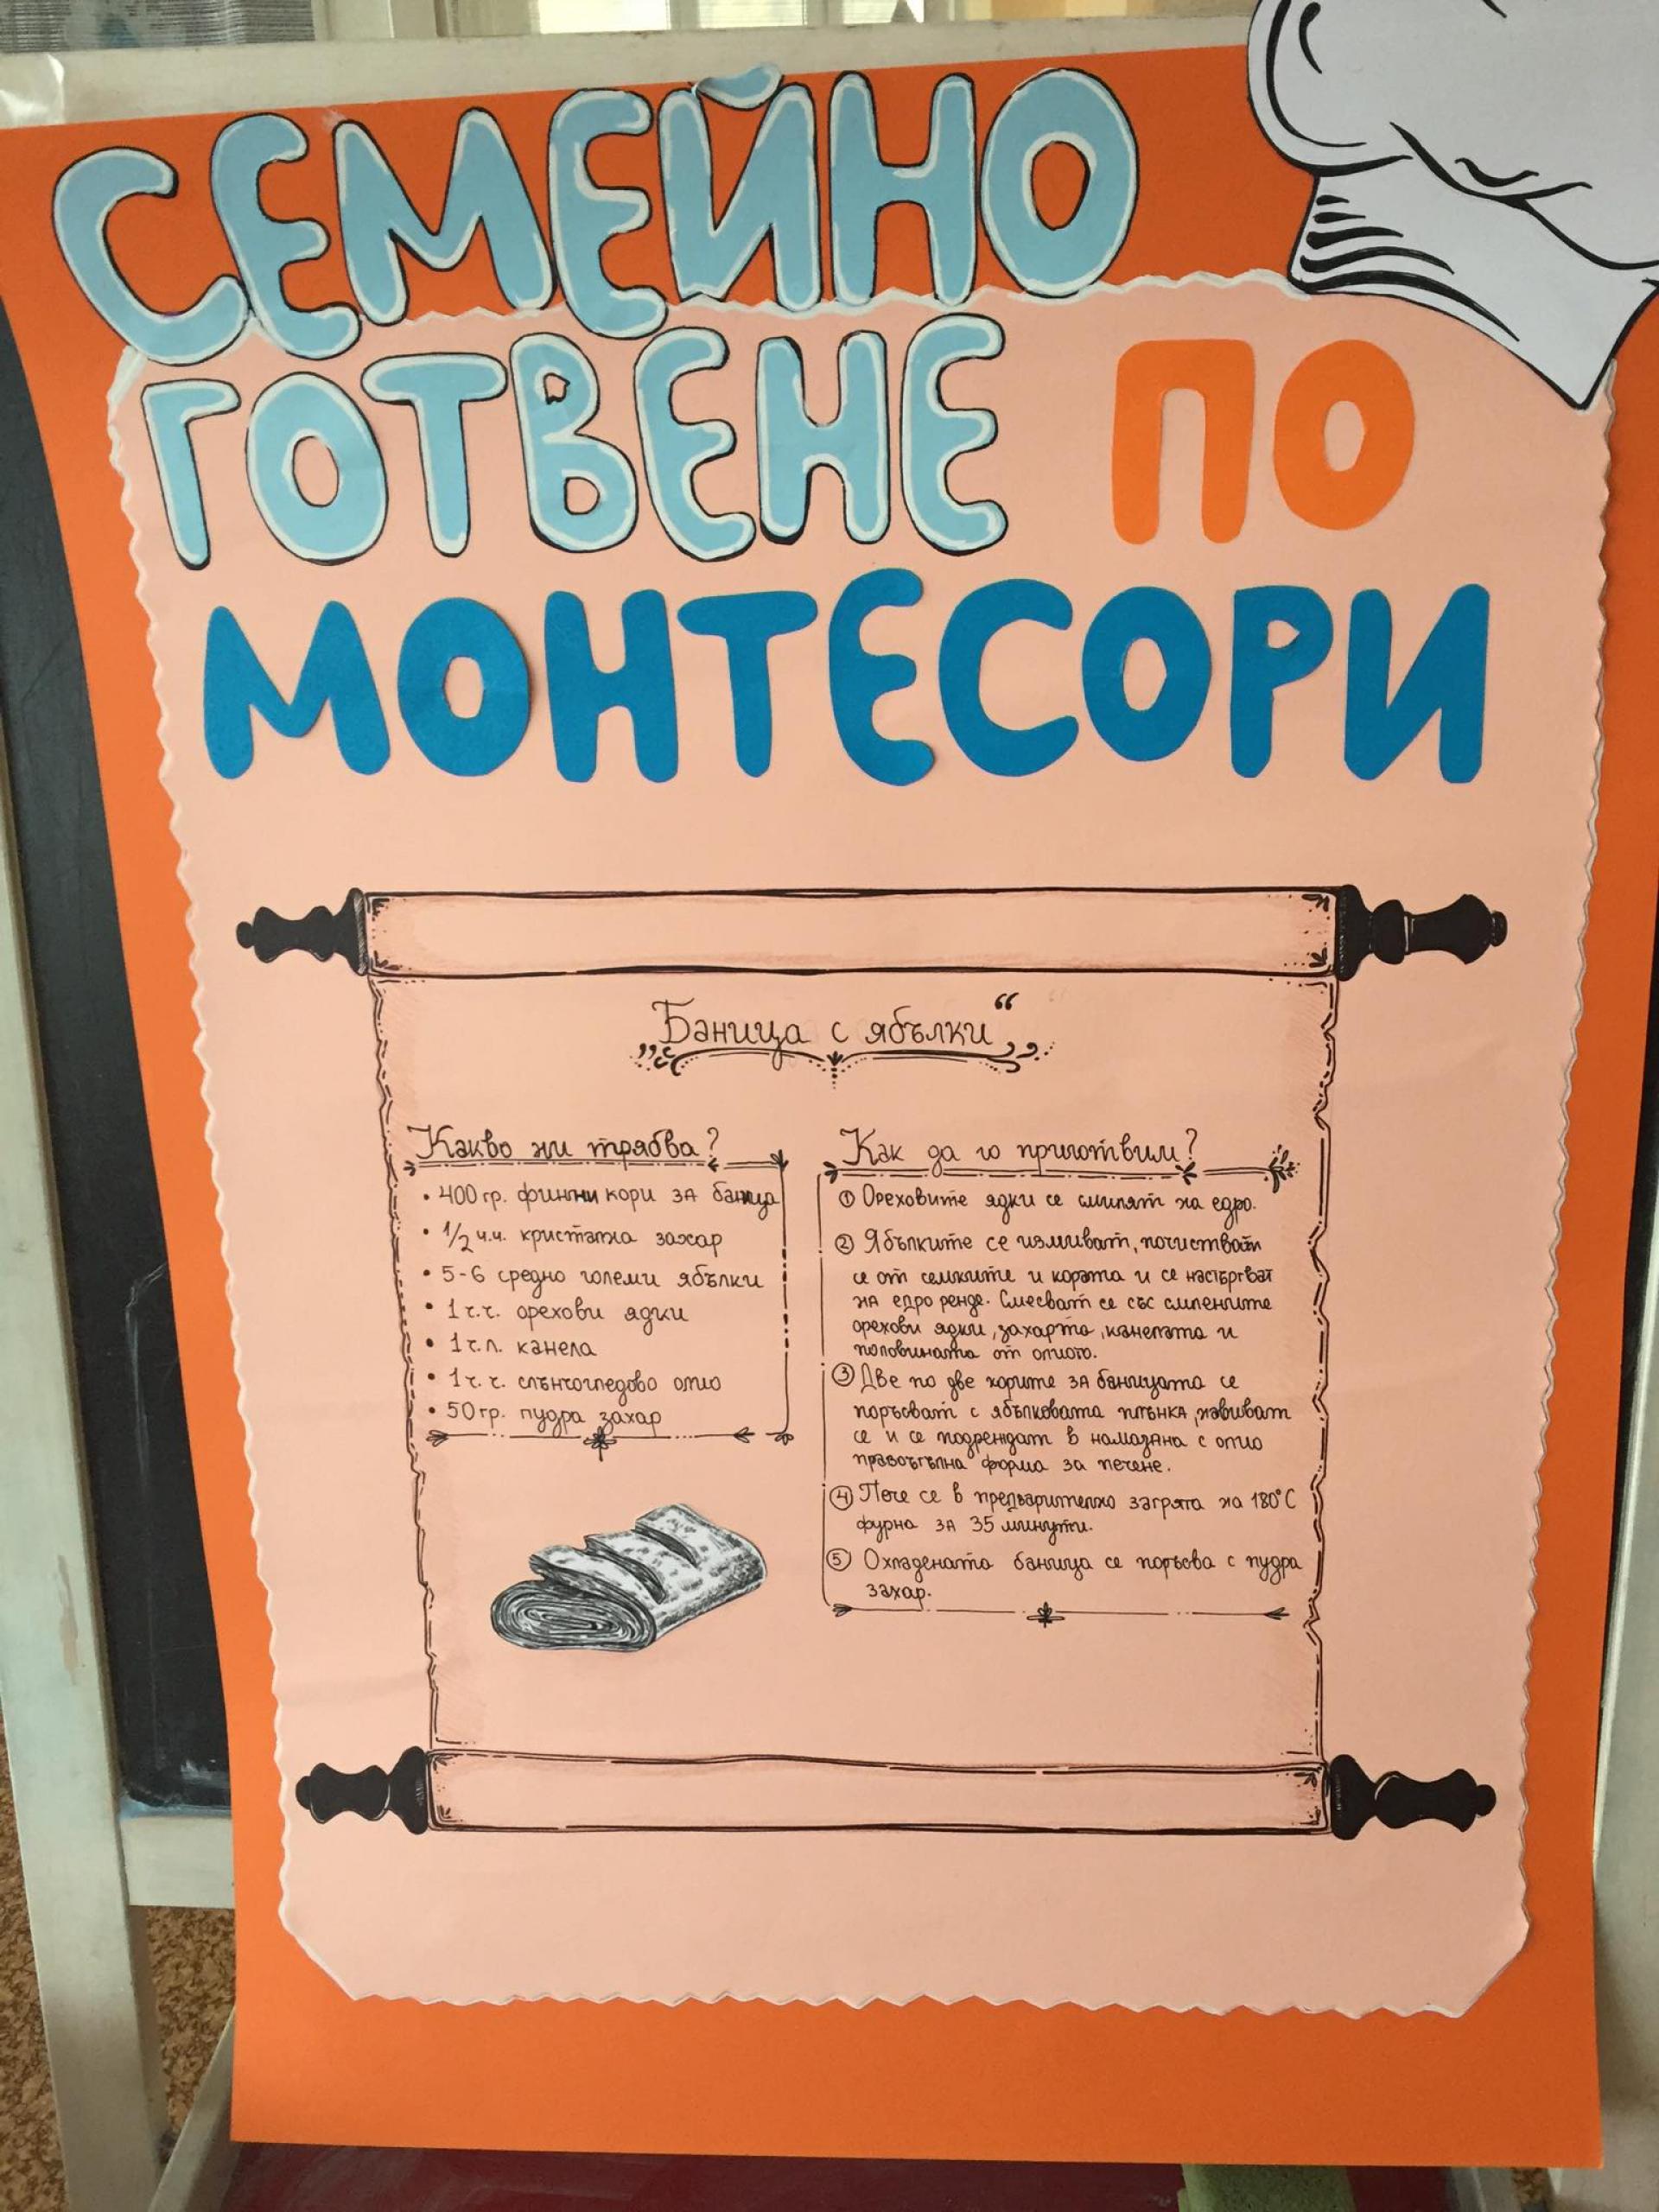 СЕМЕЙНО
ГОТВЕНЕ ПО
МОНТЕСОРИ
„Баница с ябълки“
Какво ни трябва?
• 400 гр. фини кори за баница
• 1/2 ч.ч. кристална захар
• 5-6 средно големи ябълки
• 1 ч.ч. орехови ядки
• 1 ч.л. канела
• 1 ч.ч. слънчогледово олио
• 50 гр. пудра захар
Как да го приготвим?
① Ореховите ядки се смилят на едро.
② Ябълките се измиват, почистват
се от семките и кората и се настъргват
на едро ренде. Смесват се със смлените
орехови ядки, захарта, канелата и
половината от олиото.
③ Две по две корите за баницата се
поръсват с ябълковата плънка, навиват
се и се подреждат в намазана с олио
правоъгълна форма за печене.
④ Пече се в предварително загрята на 180°C
фурна за 35 минути.
⑤ Охладената баница се поръсва с пудра
захар.